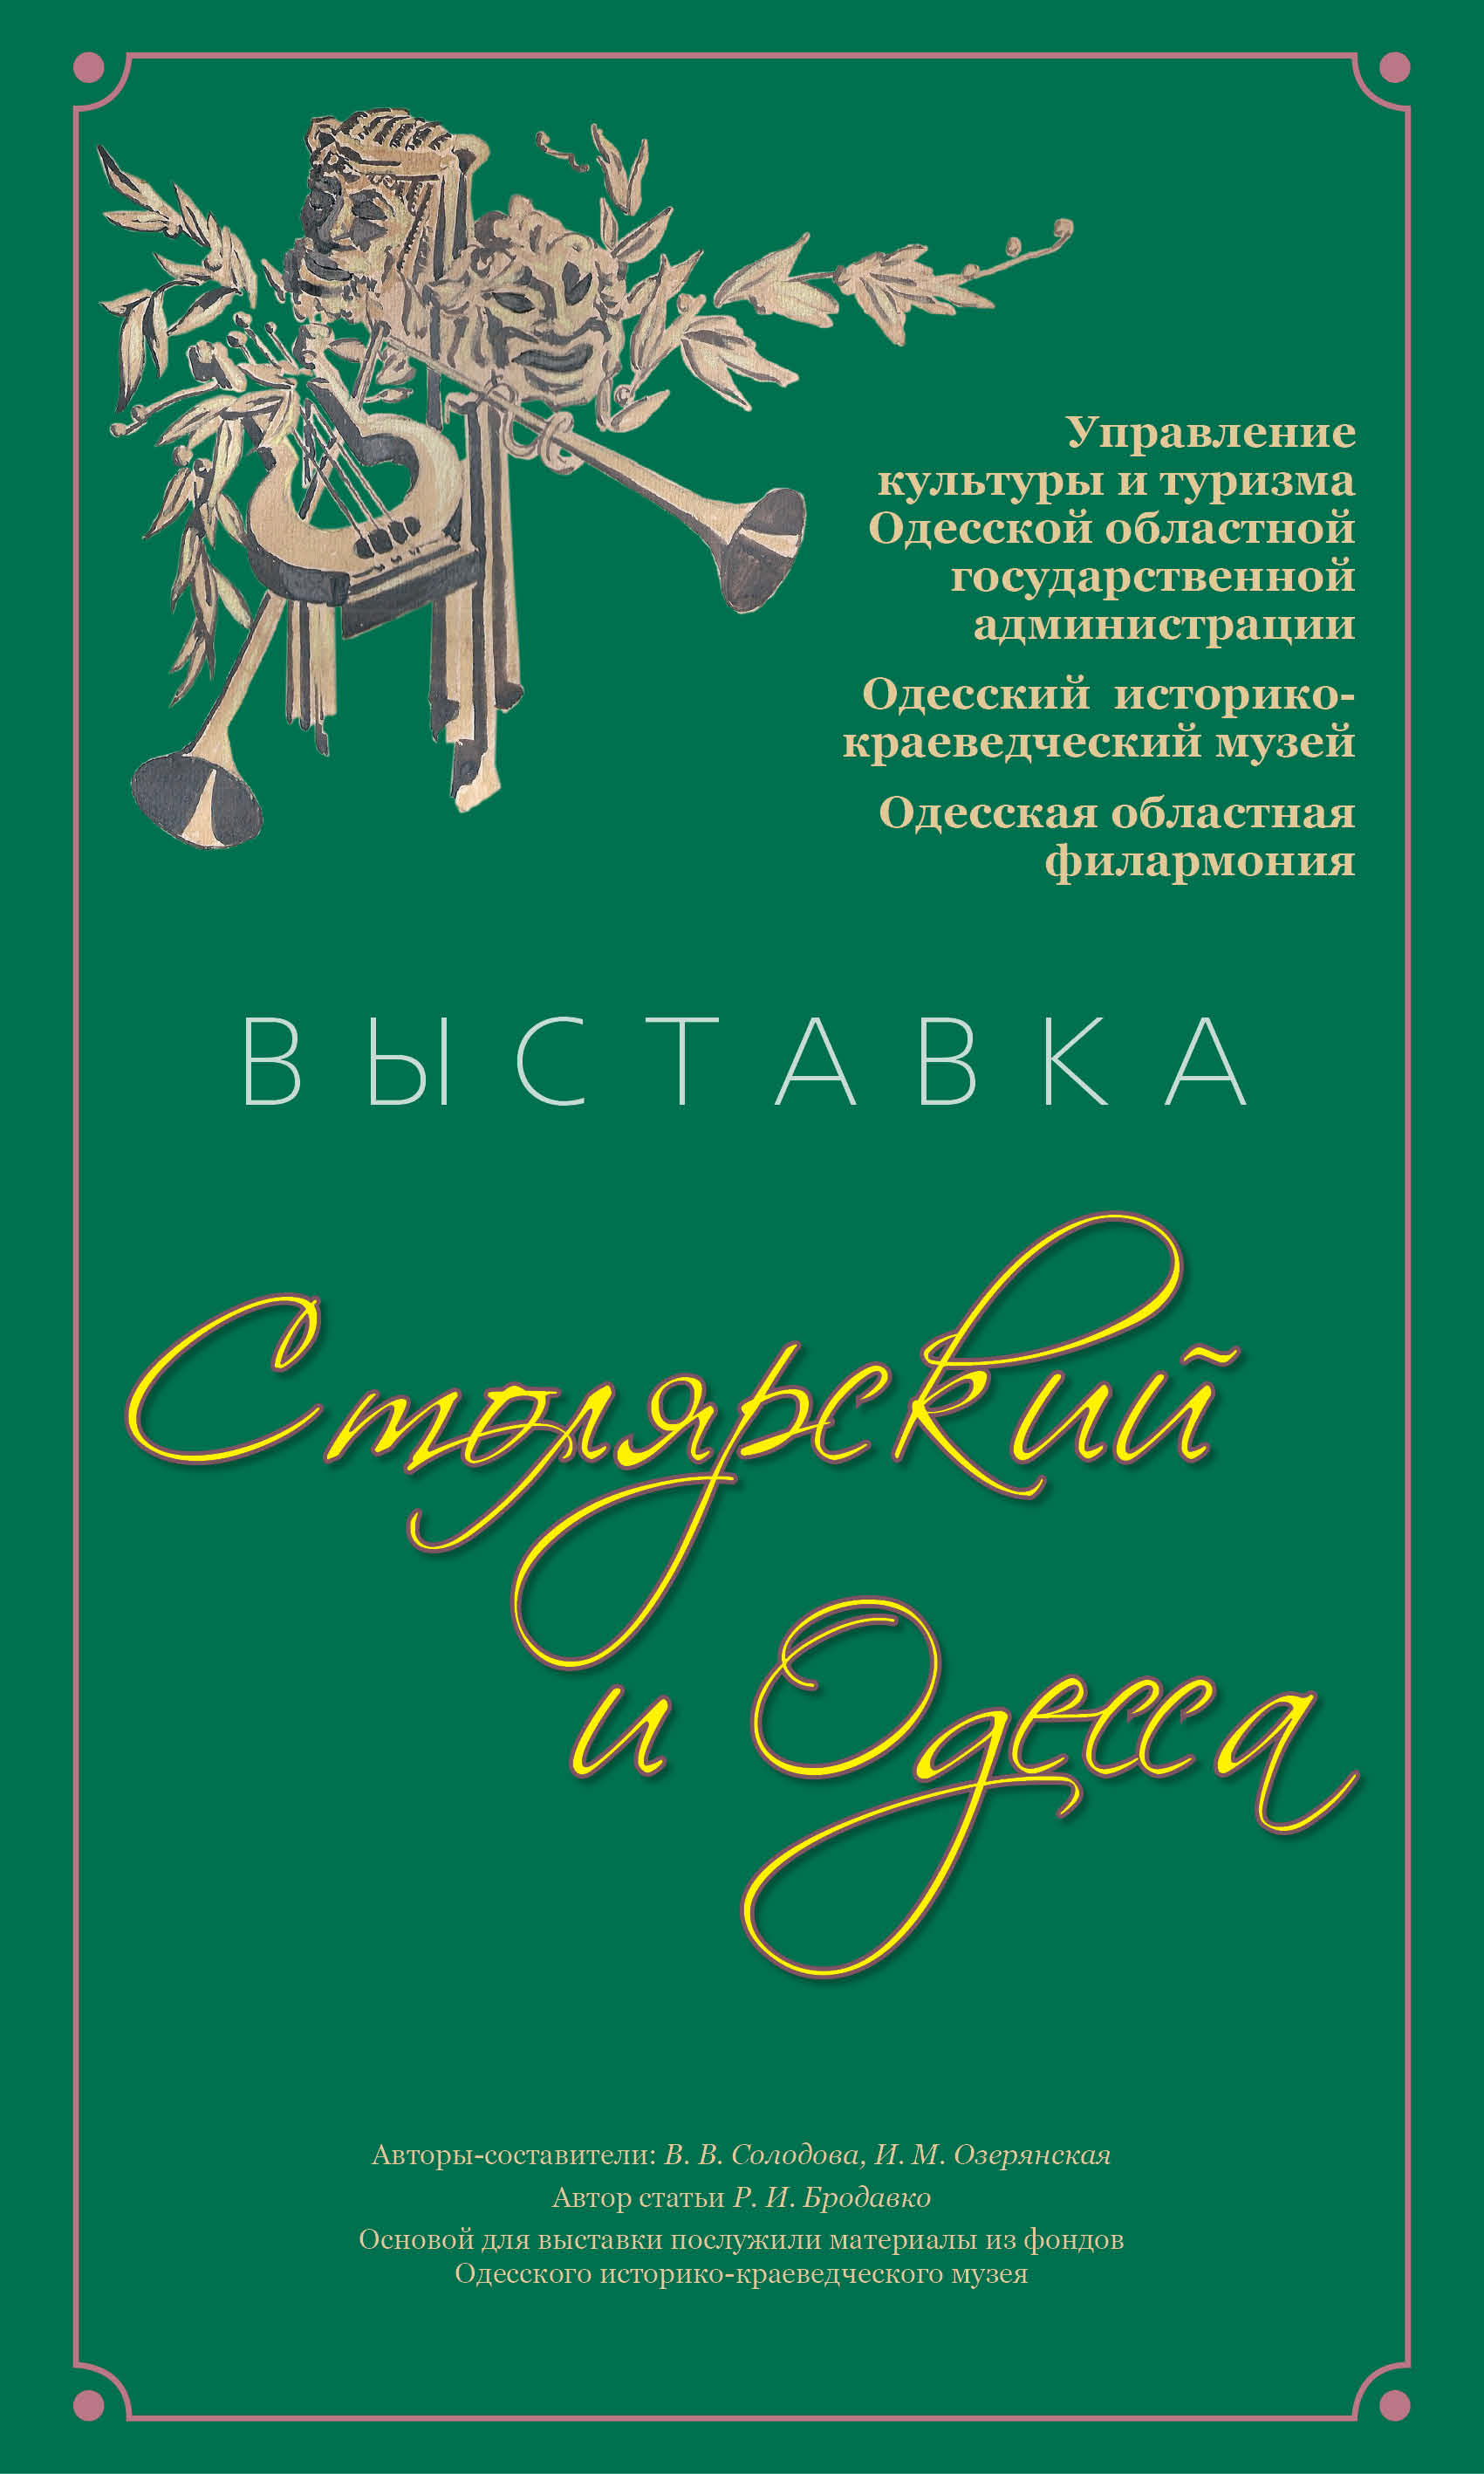 Управление
культуры и туризма
Одесской областной
государственной
администрации
Одесский историко-
краеведческий музей
Одесская областная
филармония
ВЫСТАВКА
Столярский
и Одесса
Авторы-составители: В. В. Солодова, И. М. Озерянская
Автор статьи Р. И. Бродавко
Основой для выставки послужили материалы из фондов
Одесского историко-краеведческого музея